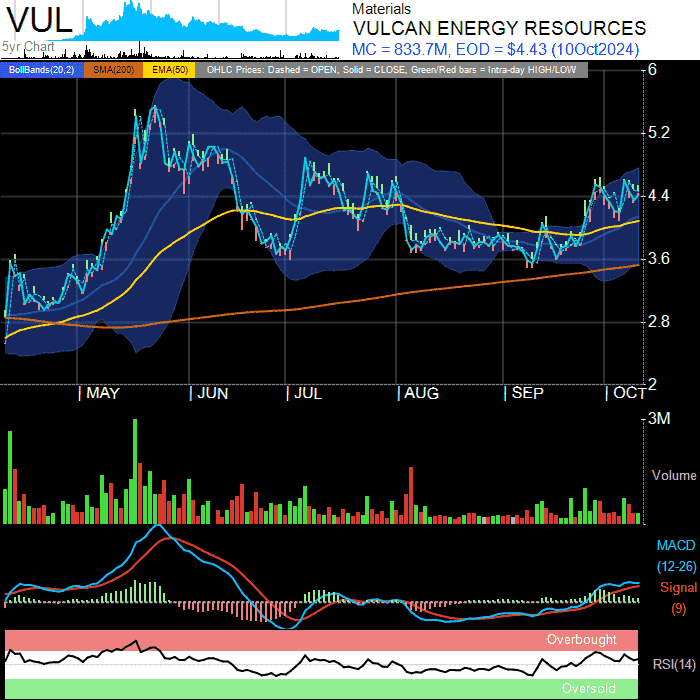 VUL
5yr Chart
Materials
VULCAN ENERGY RESOURCES
MC = 833.7M, EOD = $4.43 (10Oct2024)
BollBands(20,2) SMA(200) EMA(50) OHLC Prices: Dashed = OPEN, Solid = CLOSE, Green/Red bars = Intra-day HIGH/LOW
6
5.2
4.4
3.6
2.8
2
| MAY | JUN | JUL | AUG | SEP | OCT
3M
Volume
MACD
(12-26)
Signal
(9)
Overbought
RSI(14)
Oversold